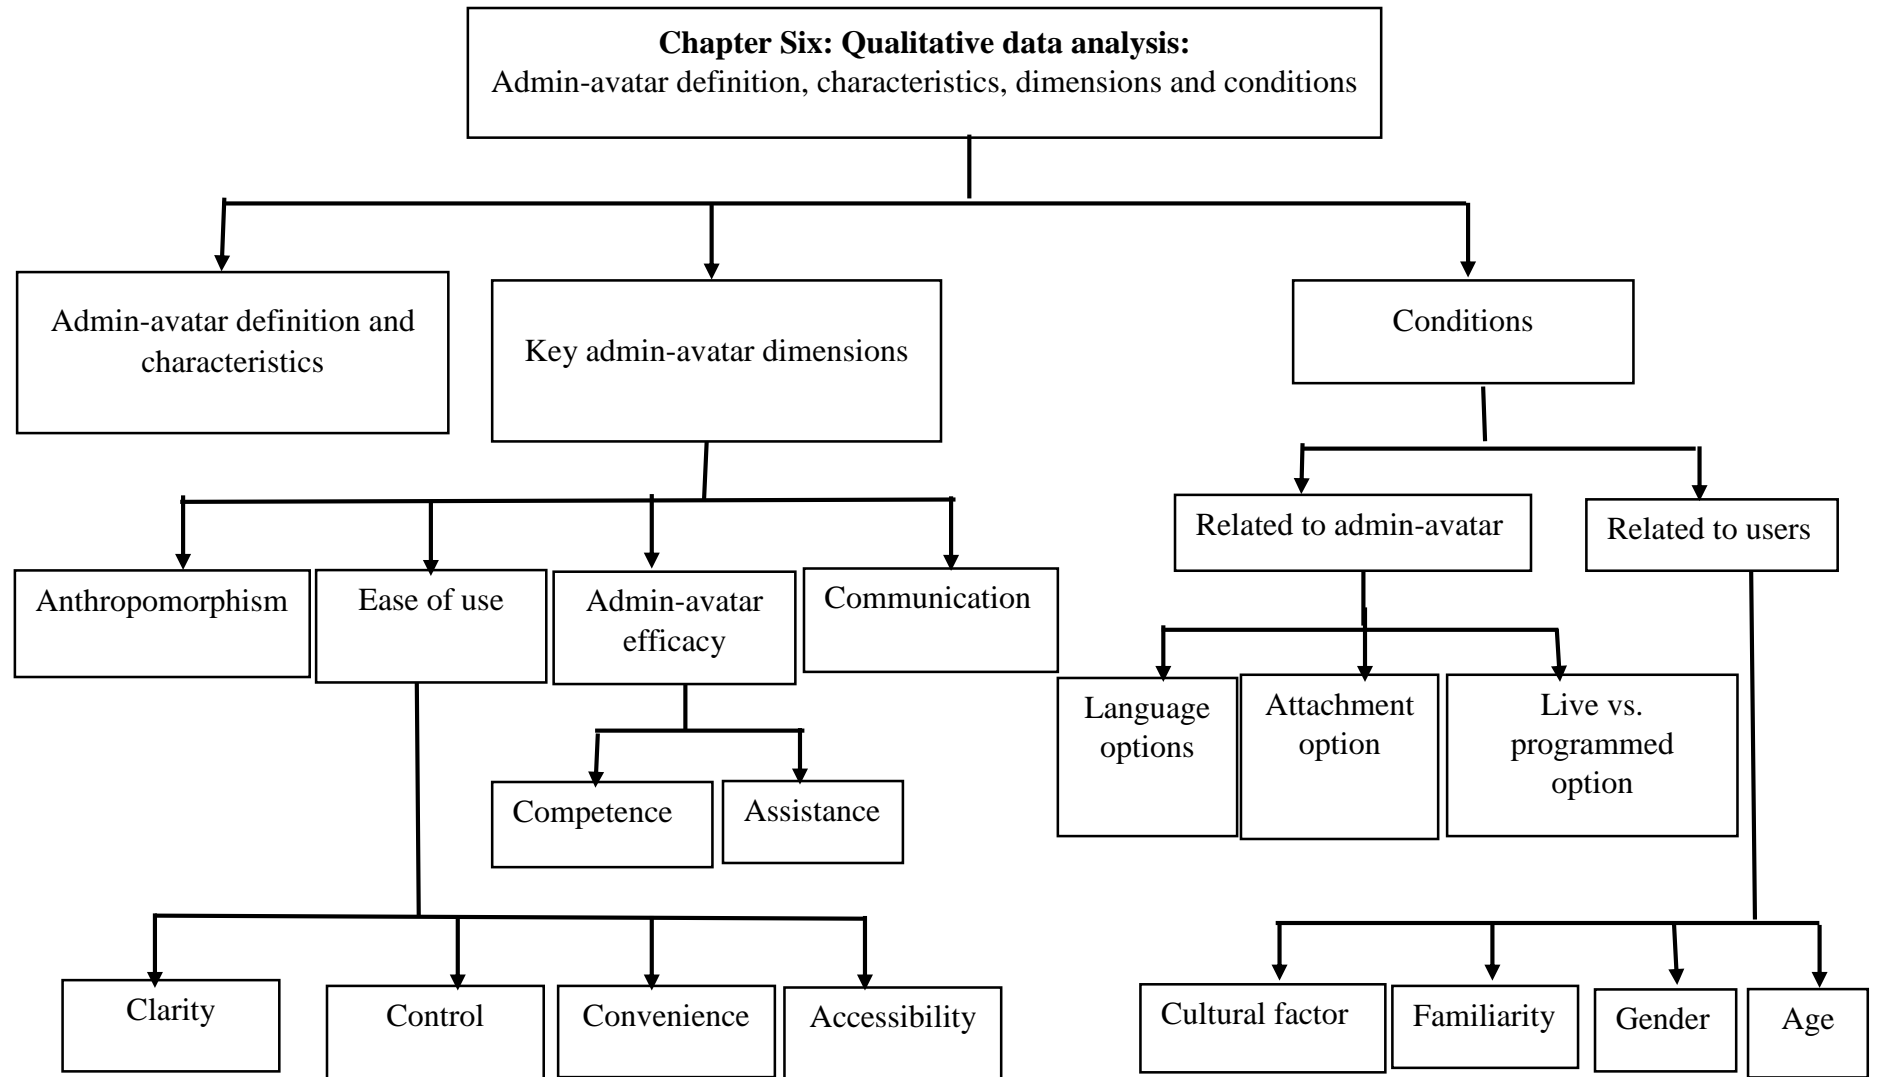 Chapter Six: Qualitative data analysis:
Admin-avatar definition, characteristics, dimensions and conditions
Admin-avatar definition and
characteristics
Key admin-avatar dimensions
Conditions
Related to admin-avatar
Related to users
Anthropomorphism
Ease of use
Admin-avatar
efficacy
Communication
Language
options
Attachment
option
Live vs.
programmed
option
Competence
Assistance
Clarity
Control
Convenience
Accessibility
Cultural factor
Familiarity
Gender
Age